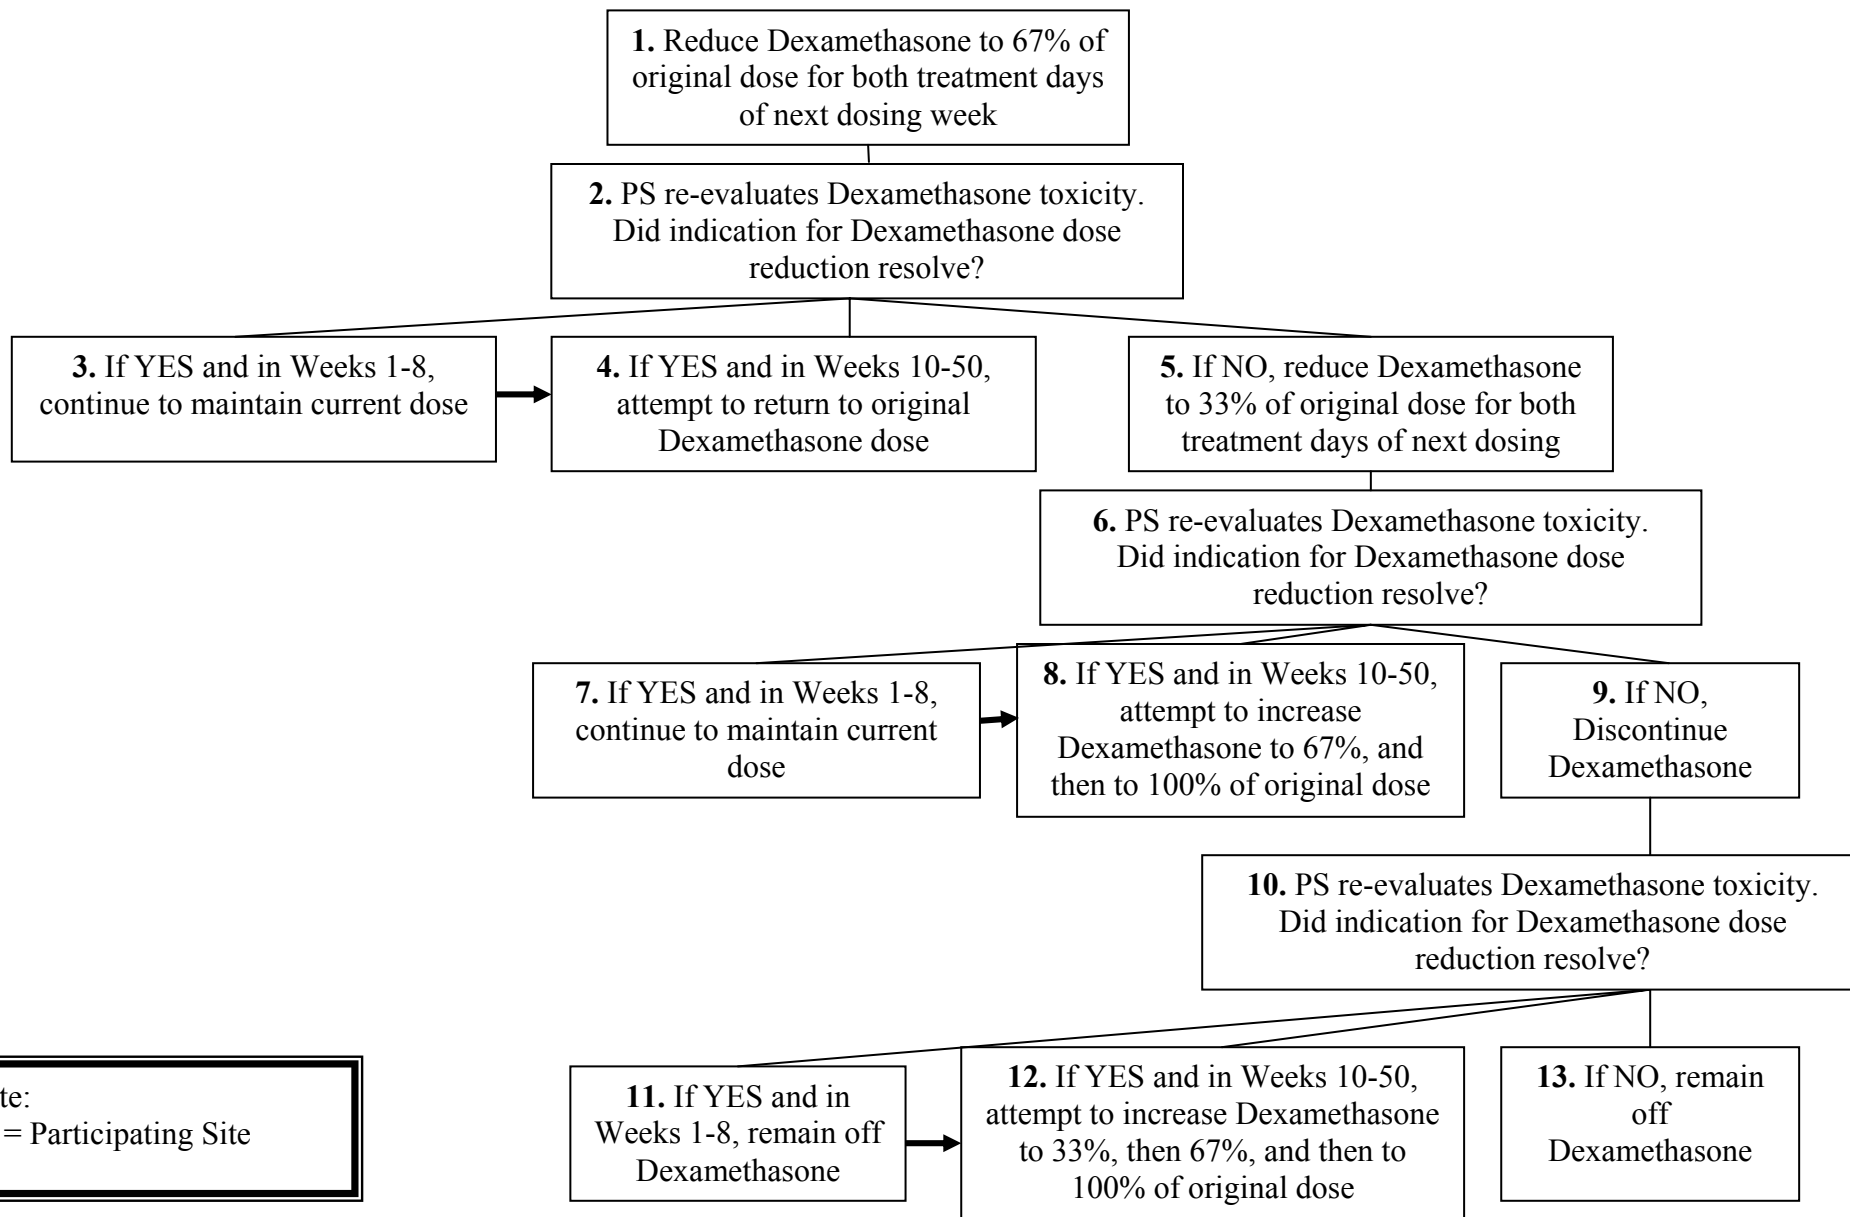 1. Reduce Dexamethasone to 67% of
original dose for both treatment days
of next dosing week
2. PS re-evaluates Dexamethasone toxicity.
Did indication for Dexamethasone dose
reduction resolve?
3. If YES and in Weeks 1-8,
continue to maintain current dose
4. If YES and in Weeks 10-50,
attempt to return to original
Dexamethasone dose
5. If NO, reduce Dexamethasone
to 33% of original dose for both
treatment days of next dosing
6. PS re-evaluates Dexamethasone toxicity.
Did indication for Dexamethasone dose
reduction resolve?
7. If YES and in Weeks 1-8,
continue to maintain current
dose
8. If YES and in Weeks 10-50,
attempt to increase
Dexamethasone to 67%, and
then to 100% of original dose
9. If NO,
Discontinue
Dexamethasone
10. PS re-evaluates Dexamethasone toxicity.
Did indication for Dexamethasone dose
reduction resolve?
11. If YES and in
Weeks 1-8, remain off
Dexamethasone
12. If YES and in Weeks 10-50,
attempt to increase Dexamethasone
to 33%, then 67%, and then to
100% of original dose
13. If NO, remain
off
Dexamethasone
te:
= Participating Site